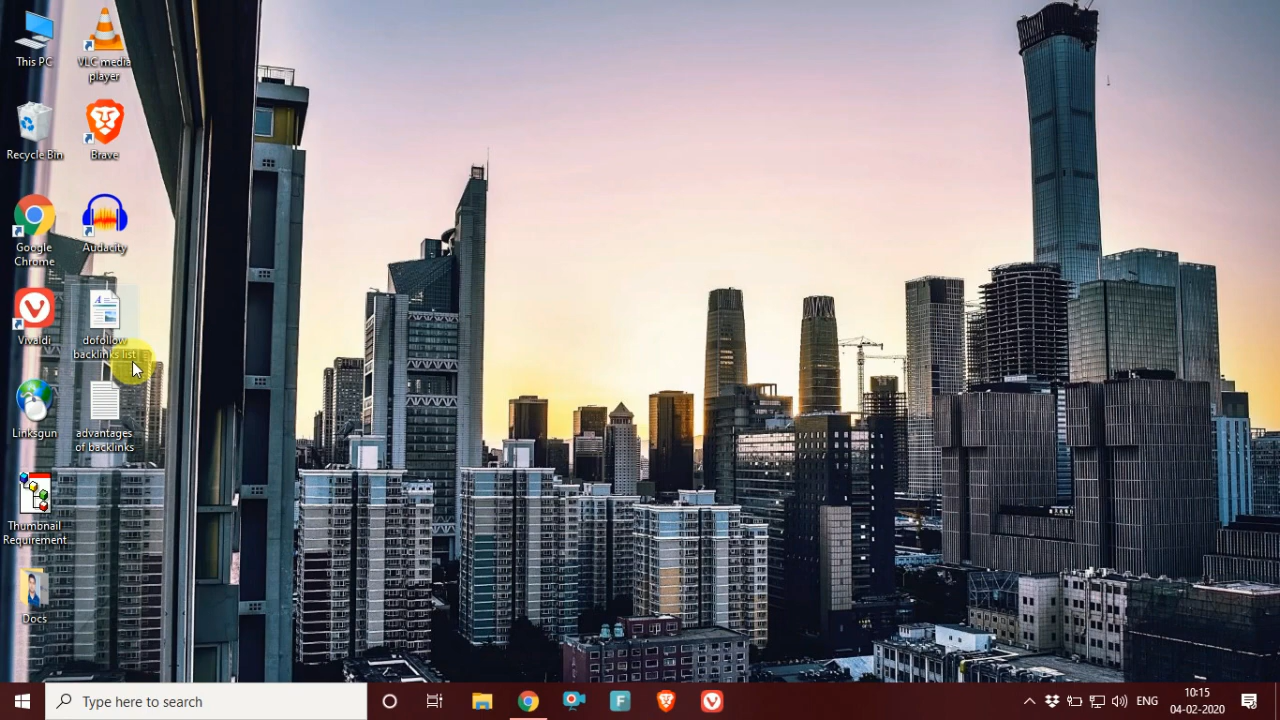 This PC
VLC media
player
Recycle Bin
Brave
Google
Chrome
Audacity
Vivaldi
dofollow
backlinks list
Linksgun
advantages
of backlinks
Thumbnail
Requirement
Docs
Type here to search
F
ENG
10:15
04-02-2020